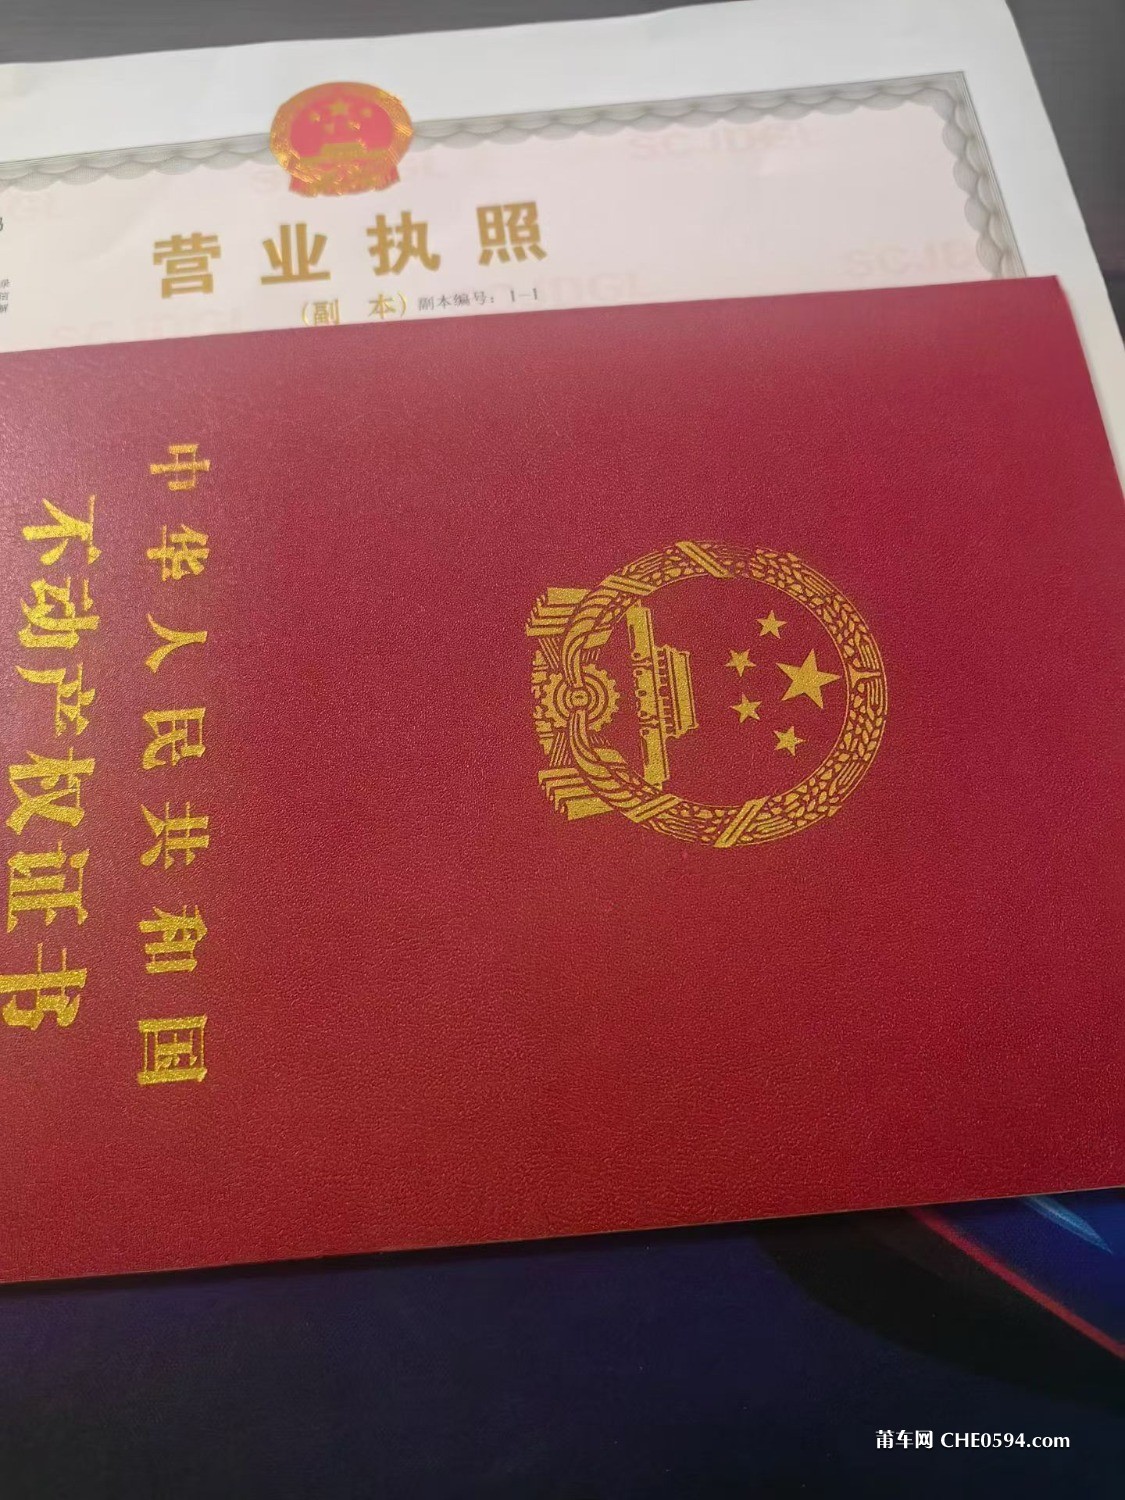 营业执照
(副 本) 副本编号：1-1
SCJDGL
中华人民共和国
不动产权证书
莆车网 CHE0594.com